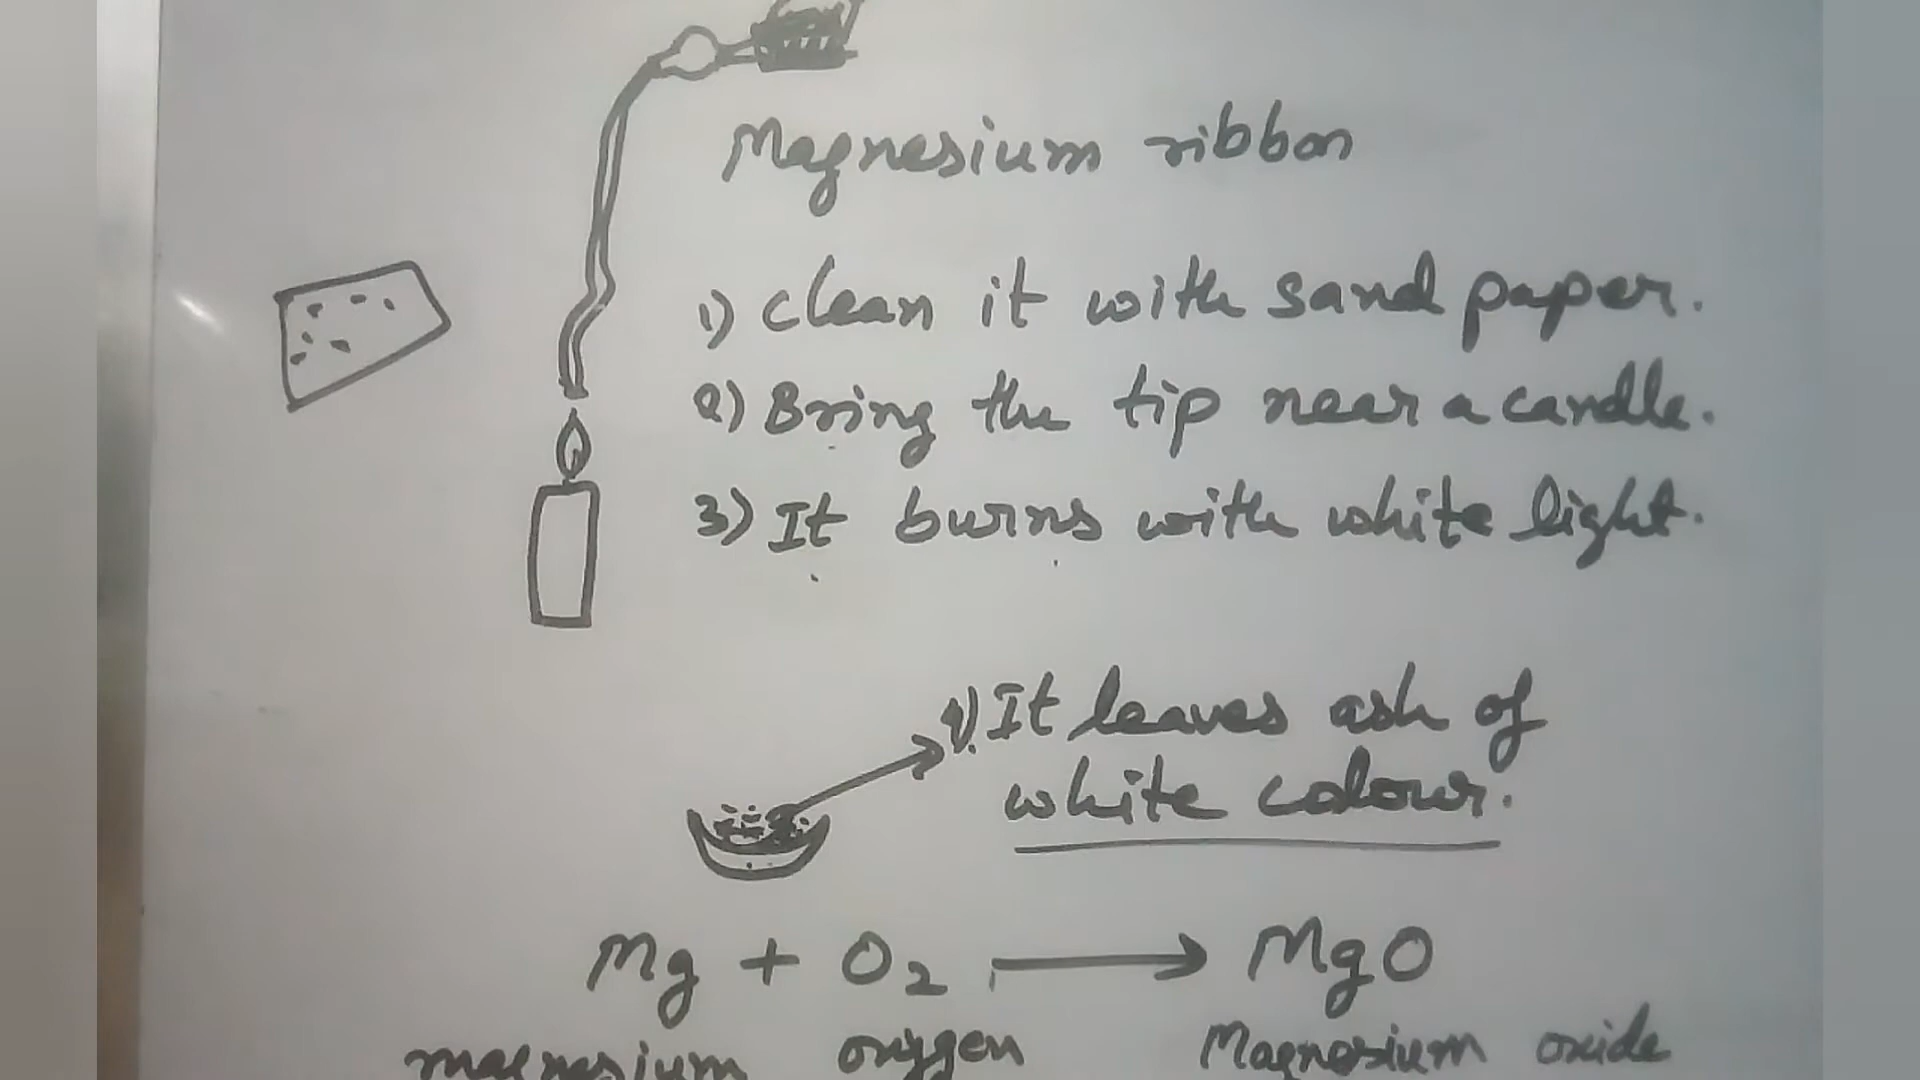 Magnesium ribbon
1) Clean it with sand paper.
2) Bring the tip near a candle.
3) It burns with white light.
4). It leaves ash of
white colour.
Mg + O2 → MgO
magnesium oxygen Magnesium oxide